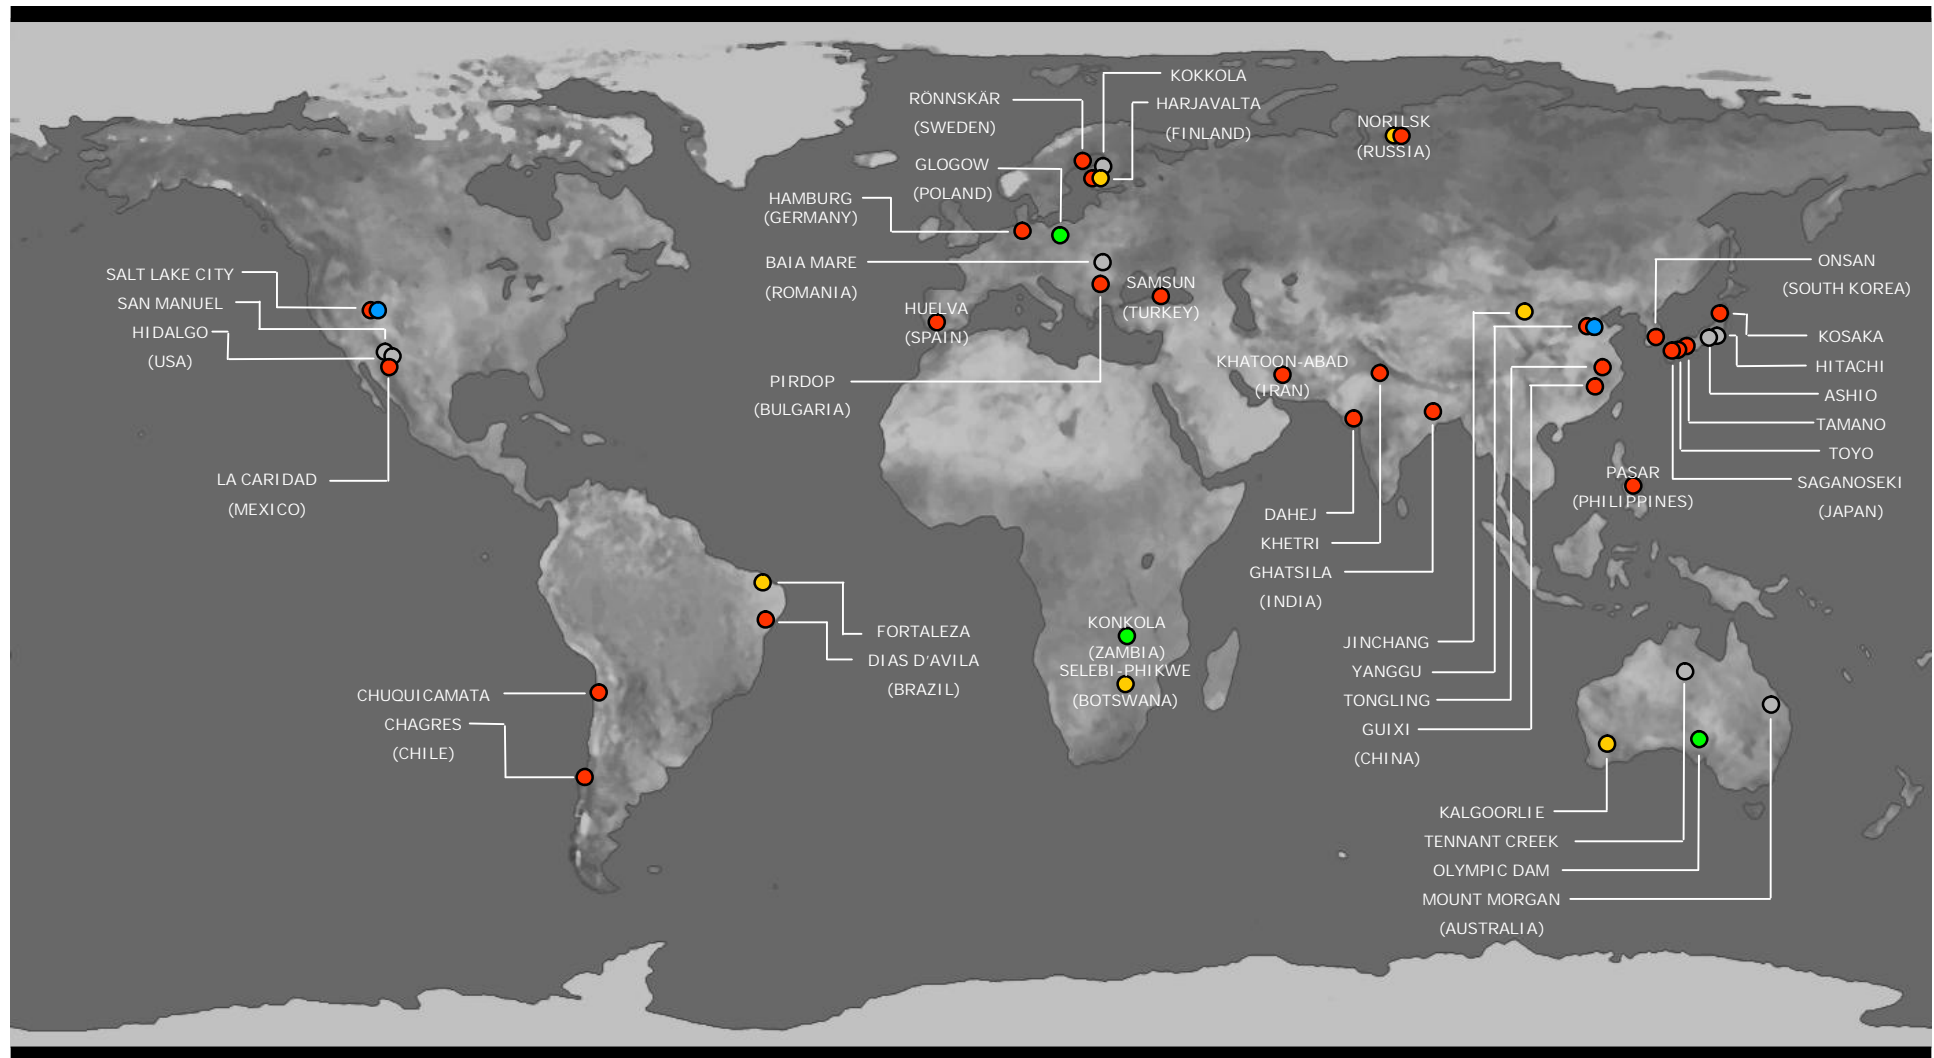 KOKKOLA
HARJAVALTA
(FINLAND)
RÖNNSKÄR
(SWEDEN)
GLOGOW
(POLAND)
HAMBURG
(GERMANY)
NORILSK
(RUSSIA)
BAIA MARE
(ROMANIA)
SAMSUN
(TURKEY)
HUELVA
(SPAIN)
PIRDOP
(BULGARIA)
SALT LAKE CITY
SAN MANUEL
HIDALGO
(USA)
LA CARIDAD
(MEXICO)
KHATOON-ABAD
(IRAN)
ONSAN
(SOUTH KOREA)
KOSAKA
HITACHI
ASHIO
TAMANO
TOYO
SAGANOSEKI
(JAPAN)
PASAR
(PHILIPPINES)
DAHEJ
KHETRI
GHATSILA
(INDIA)
FORTALEZA
DIAS D'AVILA
(BRAZIL)
CHUQUICAMATA
CHAGRES
(CHILE)
KONKOLA
(ZAMBIA)
SELEBI-PHIKWE
(BOTSWANA)
JINCHANG
YANGGU
TONGLING
GUIXI
(CHINA)
KALGOORLIE
TENNANT CREEK
OLYMPIC DAM
MOUNT MORGAN
(AUSTRALIA)